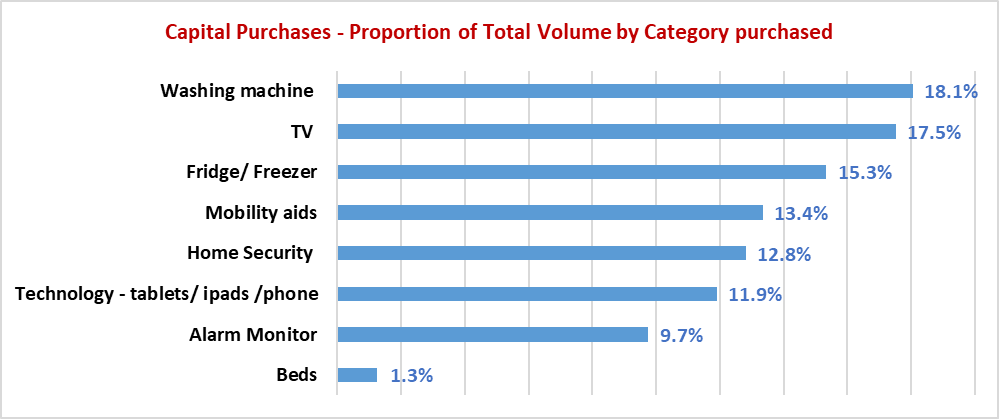 Capital Purchases - Proportion of Total Volume by Category purchased
Washing machine 18.1%
TV 17.5%
Fridge/ Freezer 15.3%
Mobility aids 13.4%
Home Security 12.8%
Technology - tablets/ ipads /phone 11.9%
Alarm Monitor 9.7%
Beds 1.3%